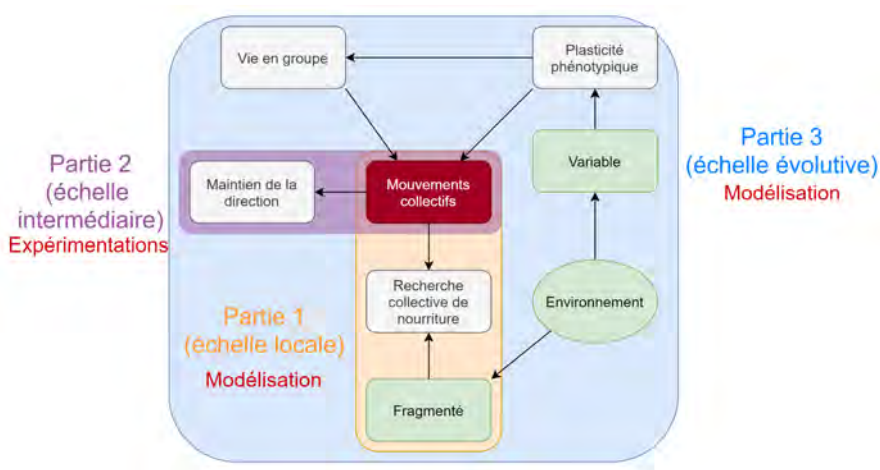 Vie en groupe
Plasticité
phénotypique
Partie 2
(échelle
intermédiaire)
Expérimentations
Maintien de la
direction
Mouvements
collectifs
Variable
Partie 3
(échelle évolutive)
Modélisation
Partie 1
(échelle locale)
Modélisation
Recherche
collective de
nourriture
Environnement
Fragmenté